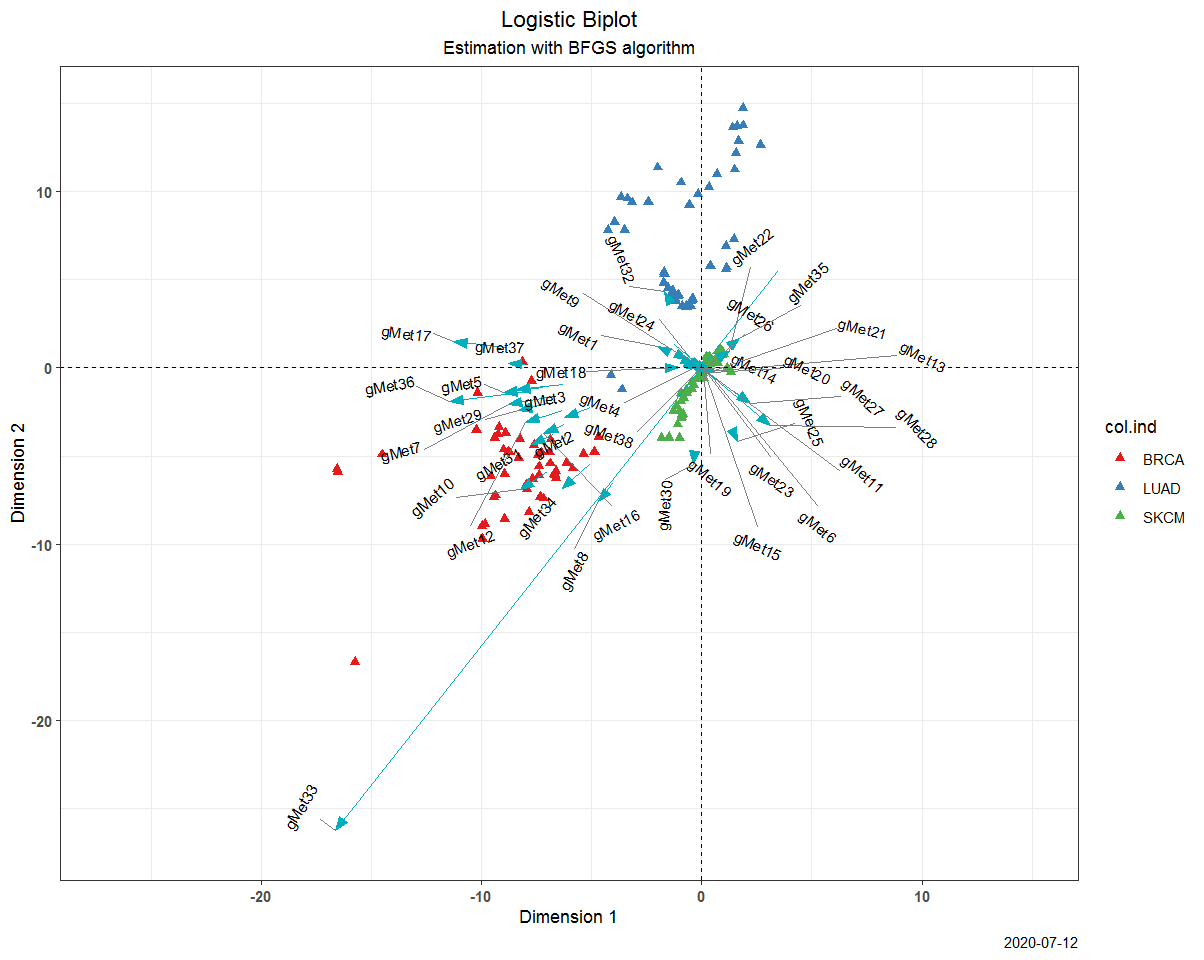 Logistic Biplot
Estimation with BFGS algorithm
gMet22
gMet32
gMet35
gMet9
gMet24
gMet26
gMet21
gMet17
gMet1
gMet37
gMet13
gMet18
gMet14
gMet20
gMet36
gMet5
gMet3
gMet4
gMet27
gMet29
gMet25
gMet28
gMet7
gMet2
gMet38
gMet31
gMet19
gMet23
gMet11
gMet10
gMet34
gMet30
gMet16
gMet6
gMet12
gMet15
gMet8
gMet33
10
0
-10
-20
Dimension 2
-20
-10
0
10
Dimension 1
col.ind
BRCA
LUAD
SKCM
2020-07-12